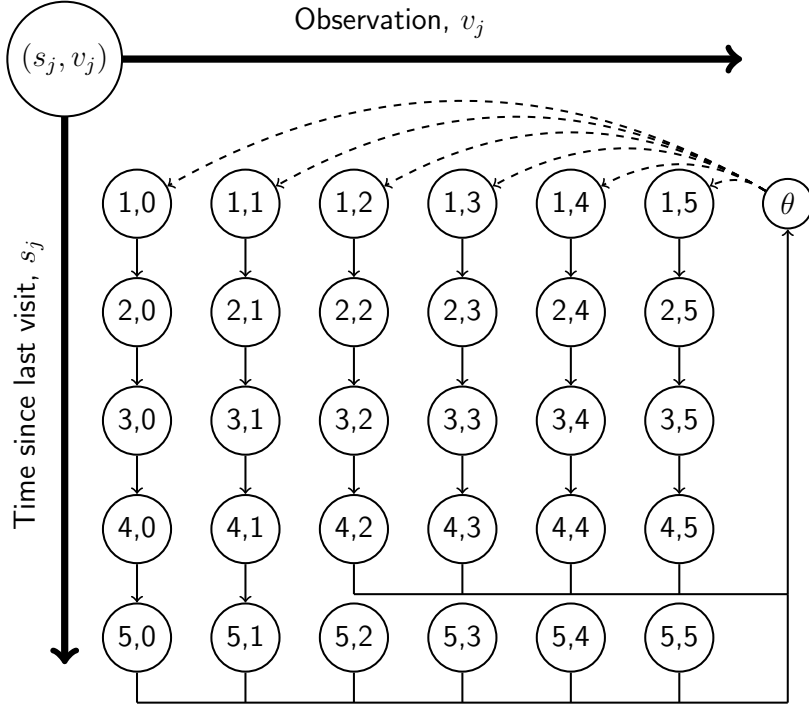 Observation, $v_j$
$(s_j, v_j)$
Time since last visit, $s_j$
1,0 1,1 1,2 1,3 1,4 1,5 θ
2,0 2,1 2,2 2,3 2,4 2,5
3,0 3,1 3,2 3,3 3,4 3,5
4,0 4,1 4,2 4,3 4,4 4,5
5,0 5,1 5,2 5,3 5,4 5,5